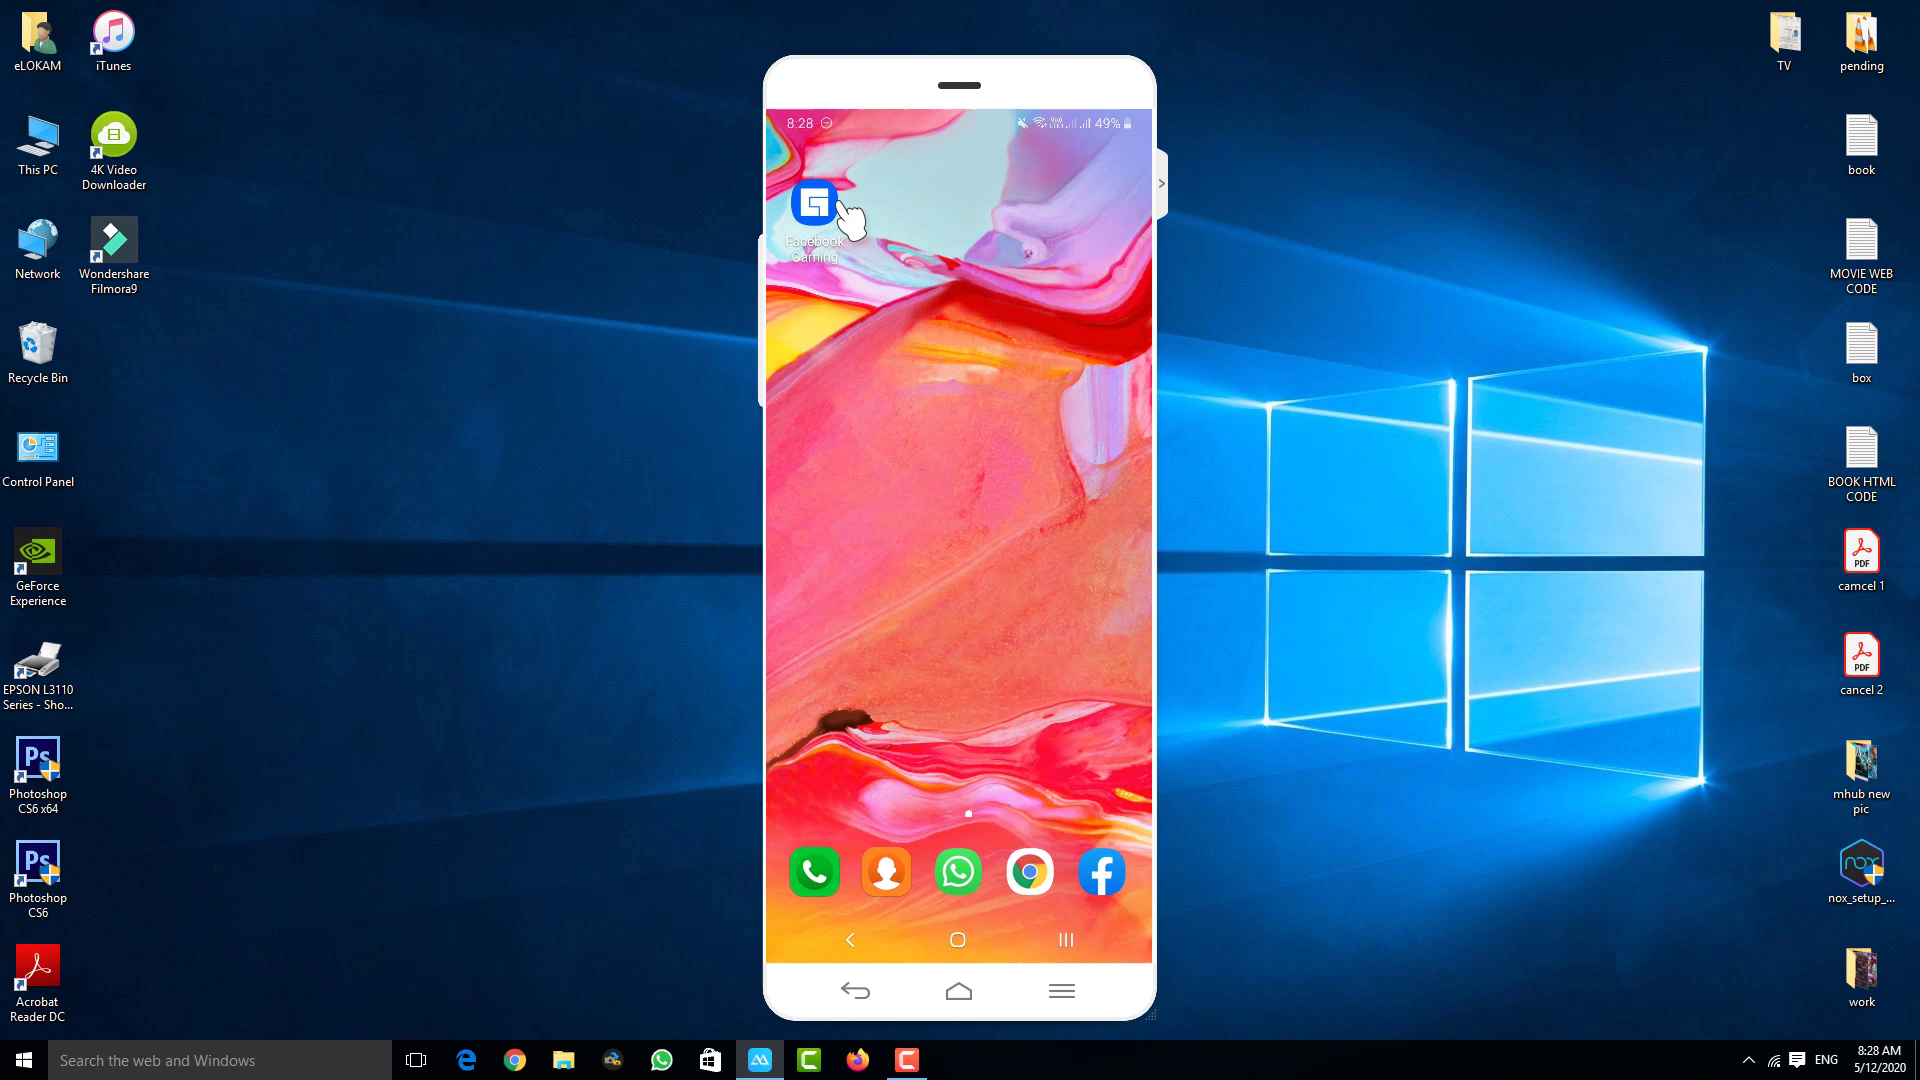 eLOKAM
iTunes
This PC
4K Video
Downloader
Network
Wondershare
Filmora9
Recycle Bin
Control Panel
GeForce
Experience
EPSON L3110
Series - Sho...
Ps
Photoshop
CS6 x64
Ps
Photoshop
CS6
Acrobat
Reader DC
8:28
49%
Facebook
Gaming
TV
pending
book
MOVIE WEB
CODE
box
BOOK HTML
CODE
PDF
camcel 1
PDF
cancel 2
mhub new
pic
nox
nox_setup_...
work
Search the web and Windows
ENG
8:28 AM
5/12/2020